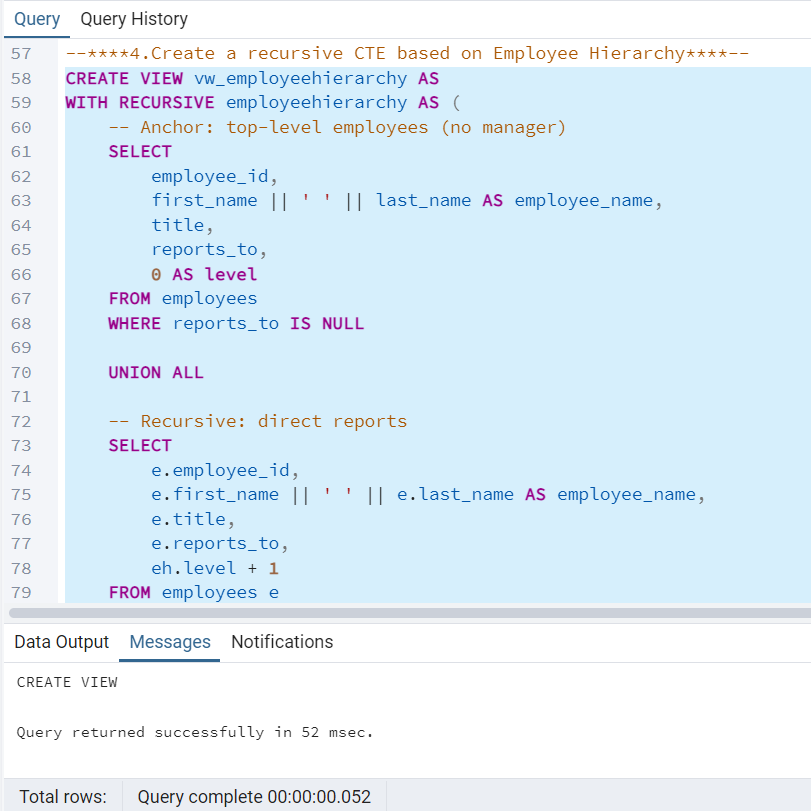 Query Query History
57 --****4.Create a recursive CTE based on Employee Hierarchy****--
58 CREATE VIEW vw_employeehierarchy AS
59 WITH RECURSIVE employeehierarchy AS (
60 -- Anchor: top-level employees (no manager)
61 SELECT
62 employee_id,
63 first_name || ' ' || last_name AS employee_name,
64 title,
65 reports_to,
66 0 AS level
67 FROM employees
68 WHERE reports_to IS NULL
69
70 UNION ALL
71
72 -- Recursive: direct reports
73 SELECT
74 e.employee_id,
75 e.first_name || ' ' || e.last_name AS employee_name,
76 e.title,
77 e.reports_to,
78 eh.level + 1
79 FROM employees e
Data Output Messages Notifications
CREATE VIEW
Query returned successfully in 52 msec.
Total rows: Query complete 00:00:00.052